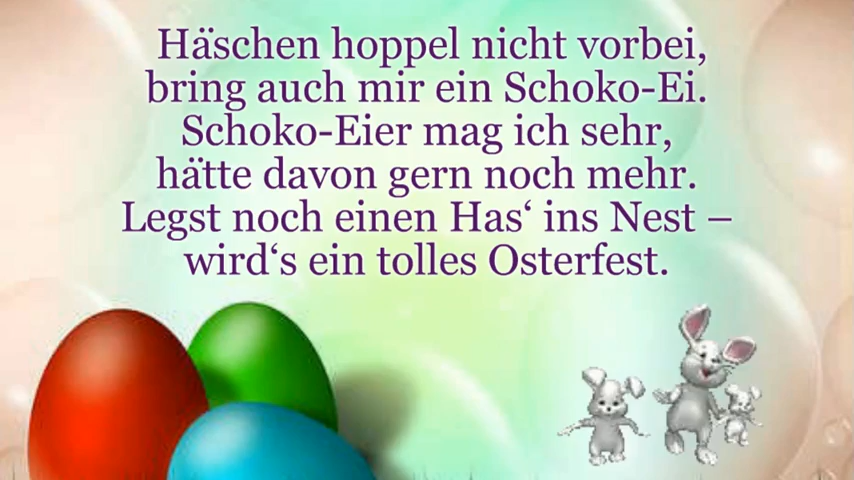 Häschen hoppel nicht vorbei,
bring auch mir ein Schoko-Ei.
Schoko-Eier mag ich sehr,
hätte davon gern noch mehr.
Legst noch einen Has‘ ins Nest –
wird‘s ein tolles Osterfest.